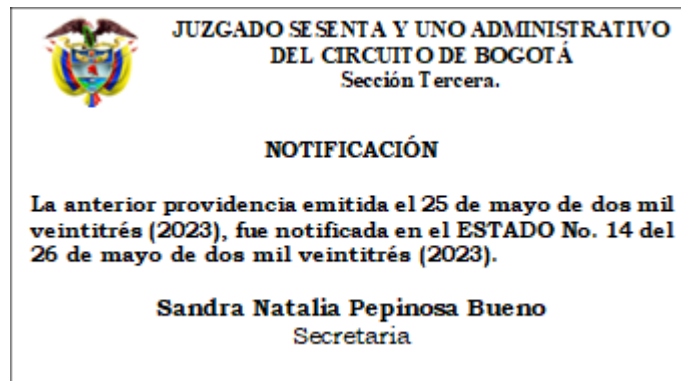 JUZGADO SESENTA Y UNO ADMINISTRATIVO
DEL CIRCUITO DE BOGOTÁ
Sección Tercera.
NOTIFICACIÓN
La anterior providencia emitida el 25 de mayo de dos mil
veintitrés (2023), fue notificada en el ESTADO No. 14 del
26 de mayo de dos mil veintitrés (2023).
Sandra Natalia Pepinosa Bueno
Secretaria